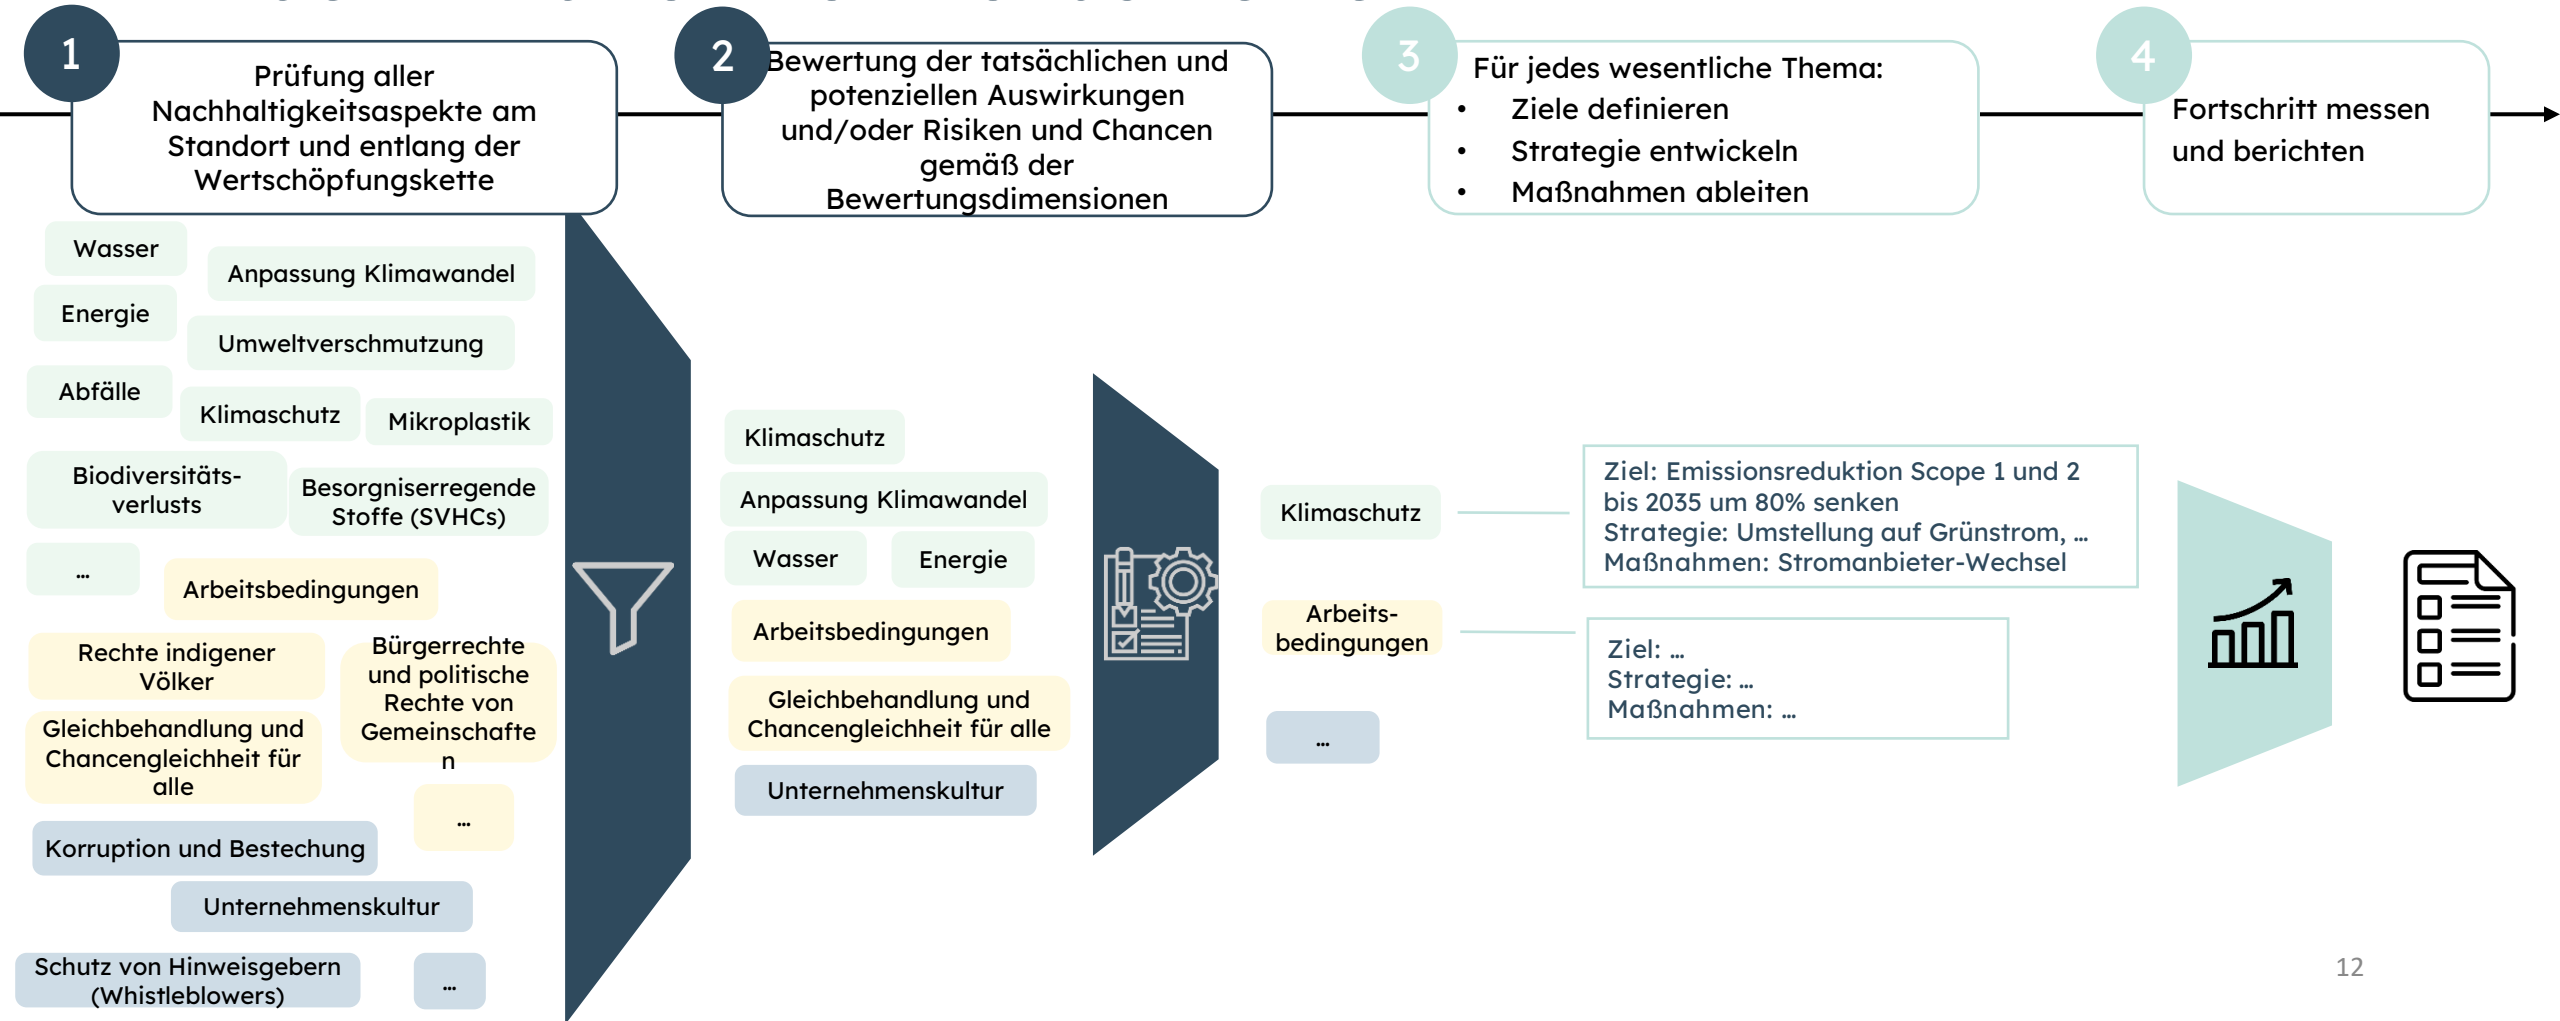 1
Prüfung aller
Nachhaltigkeitsaspekte am
Standort und entlang der
Wertschöpfungskette
2
Bewertung der tatsächlichen und
potenziellen Auswirkungen
und/oder Risiken und Chancen
gemäß der
Bewertungsdimensionen
3
Für jedes wesentliche Thema:
• Ziele definieren
• Strategie entwickeln
• Maßnahmen ableiten
4
Fortschritt messen
und berichten
Wasser
Anpassung Klimawandel
Energie
Umweltverschmutzung
Abfälle
Klimaschutz
Mikroplastik
Biodiversitäts-
verlusts
Besorgniserregende
Stoffe (SVHCs)
...
Arbeitsbedingungen
Rechte indigener
Völker
Bürgerrechte
und politische
Rechte von
Gemeinschafte
n
Gleichbehandlung und
Chancengleichheit für
alle
...
Korruption und Bestechung
Unternehmenskultur
Schutz von Hinweisgebern
(Whistleblowers)
...
Klimaschutz
Anpassung Klimawandel
Wasser
Energie
Arbeitsbedingungen
Gleichbehandlung und
Chancengleichheit für alle
Unternehmenskultur
Klimaschutz
Ziel: Emissionsreduktion Scope 1 und 2
bis 2035 um 80% senken
Strategie: Umstellung auf Grünstrom, ...
Maßnahmen: Stromanbieter-Wechsel
Arbeits-
bedingungen
Ziel: ...
Strategie: ...
Maßnahmen: ...
...
12